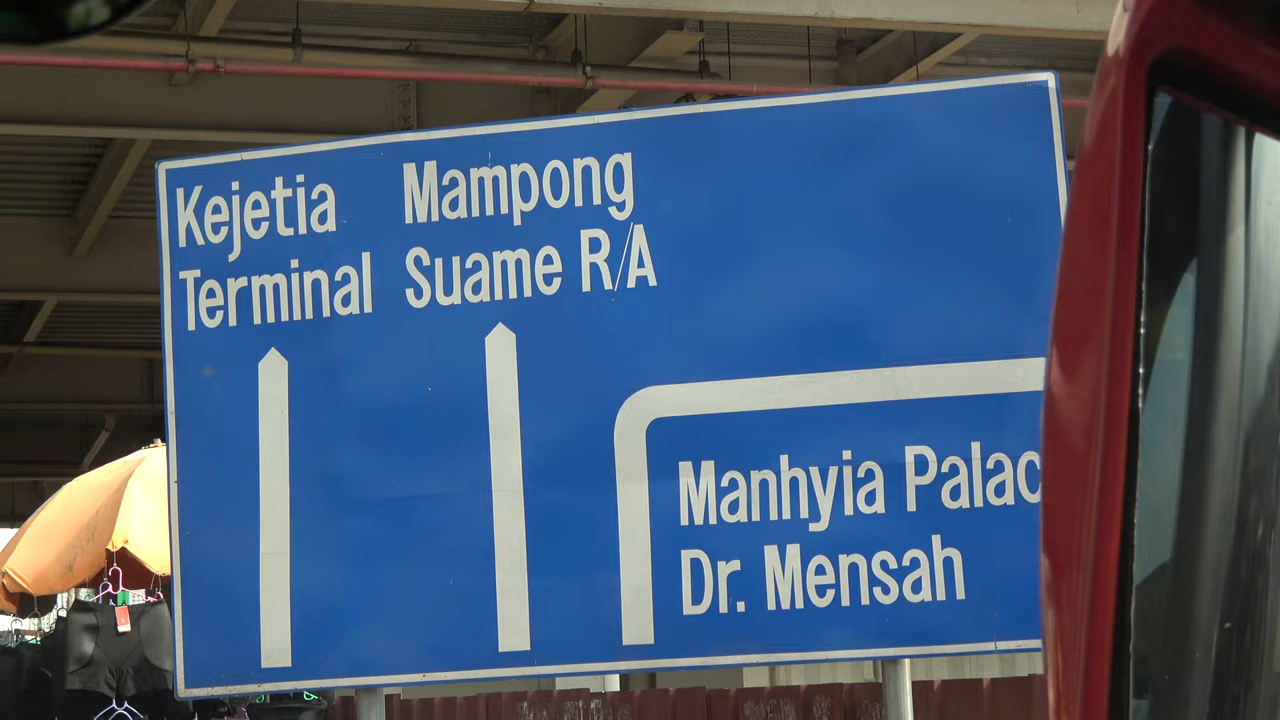 Kejetia Mampong
Terminal Suame R/A
Manhyia Palac
Dr. Mensah